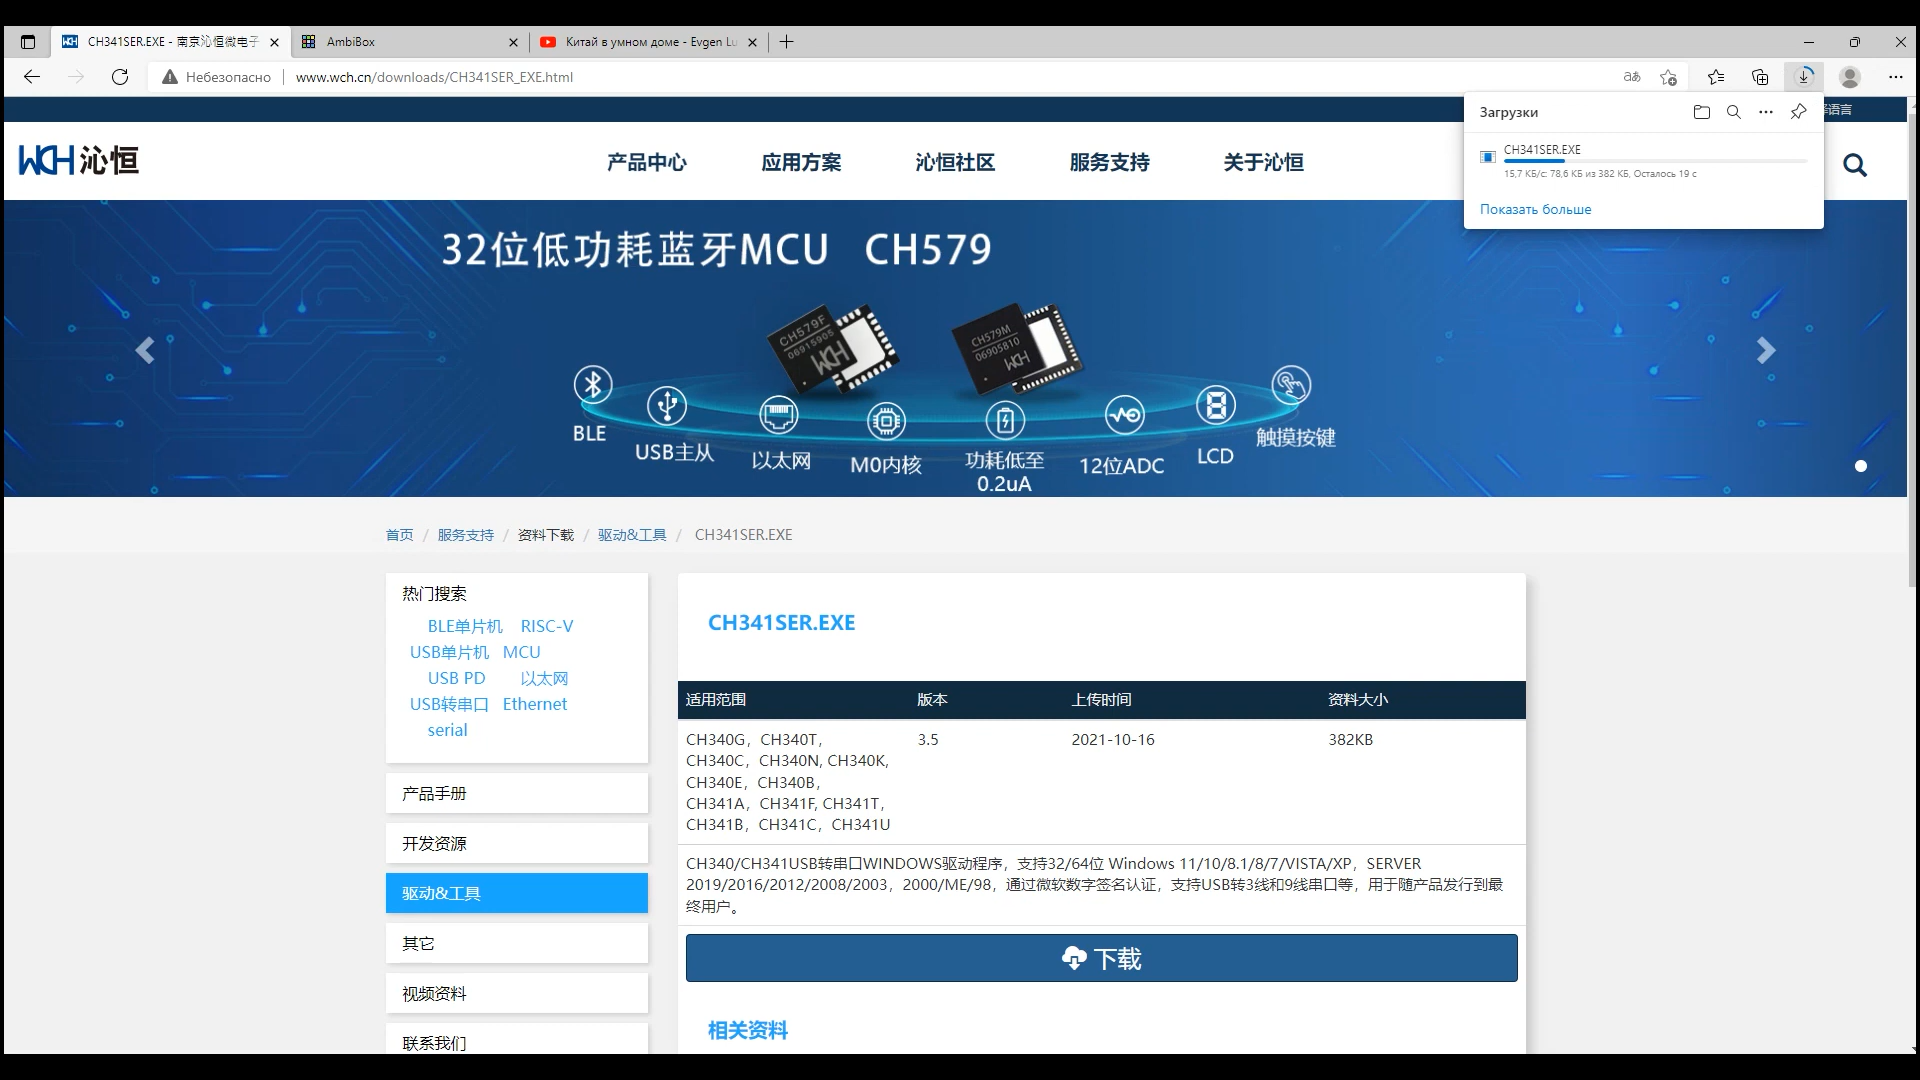 CH341SER.EXE - 南京沁恒微电子
AmbiBox
Китай в умном доме - Evgen Lu
Небезопасно
www.wch.cn/downloads/CH341SER_EXE.html
Загрузки
语言
CH341SER.EXE
15,7 КБ/с: 78,6 КБ из 382 КБ, Осталось 19 с
Показать больше
WCH 沁恒
产品中心 应用方案 沁恒社区 服务支持 关于沁恒
32位低功耗蓝牙MCU CH579
CH579F
08915905
WCH
CH579M
06905810
WCH
BLE
USB主从
以太网
M0内核
功耗低至
0.2uA
12位ADC
LCD
触摸按键
首页 / 服务支持 / 资料下载 / 驱动&工具 / CH341SER.EXE
热门搜索
BLE单片机 RISC-V
USB单片机 MCU
USB PD 以太网
USB转串口 Ethernet
serial
产品手册
开发资源
驱动&工具
其它
视频资料
联系我们
CH341SER.EXE
适用范围 版本 上传时间 资料大小
CH340G，CH340T， 3.5 2021-10-16 382KB
CH340C，CH340N, CH340K,
CH340E，CH340B，
CH341A，CH341F, CH341T，
CH341B，CH341C，CH341U
CH340/CH341USB转串口WINDOWS驱动程序，支持32/64位 Windows 11/10/8.1/8/7/VISTA/XP，SERVER
2019/2016/2012/2008/2003，2000/ME/98，通过微软数字签名认证，支持USB转3线和9线串口等，用于随产品发行到最
终用户。
下载
相关资料